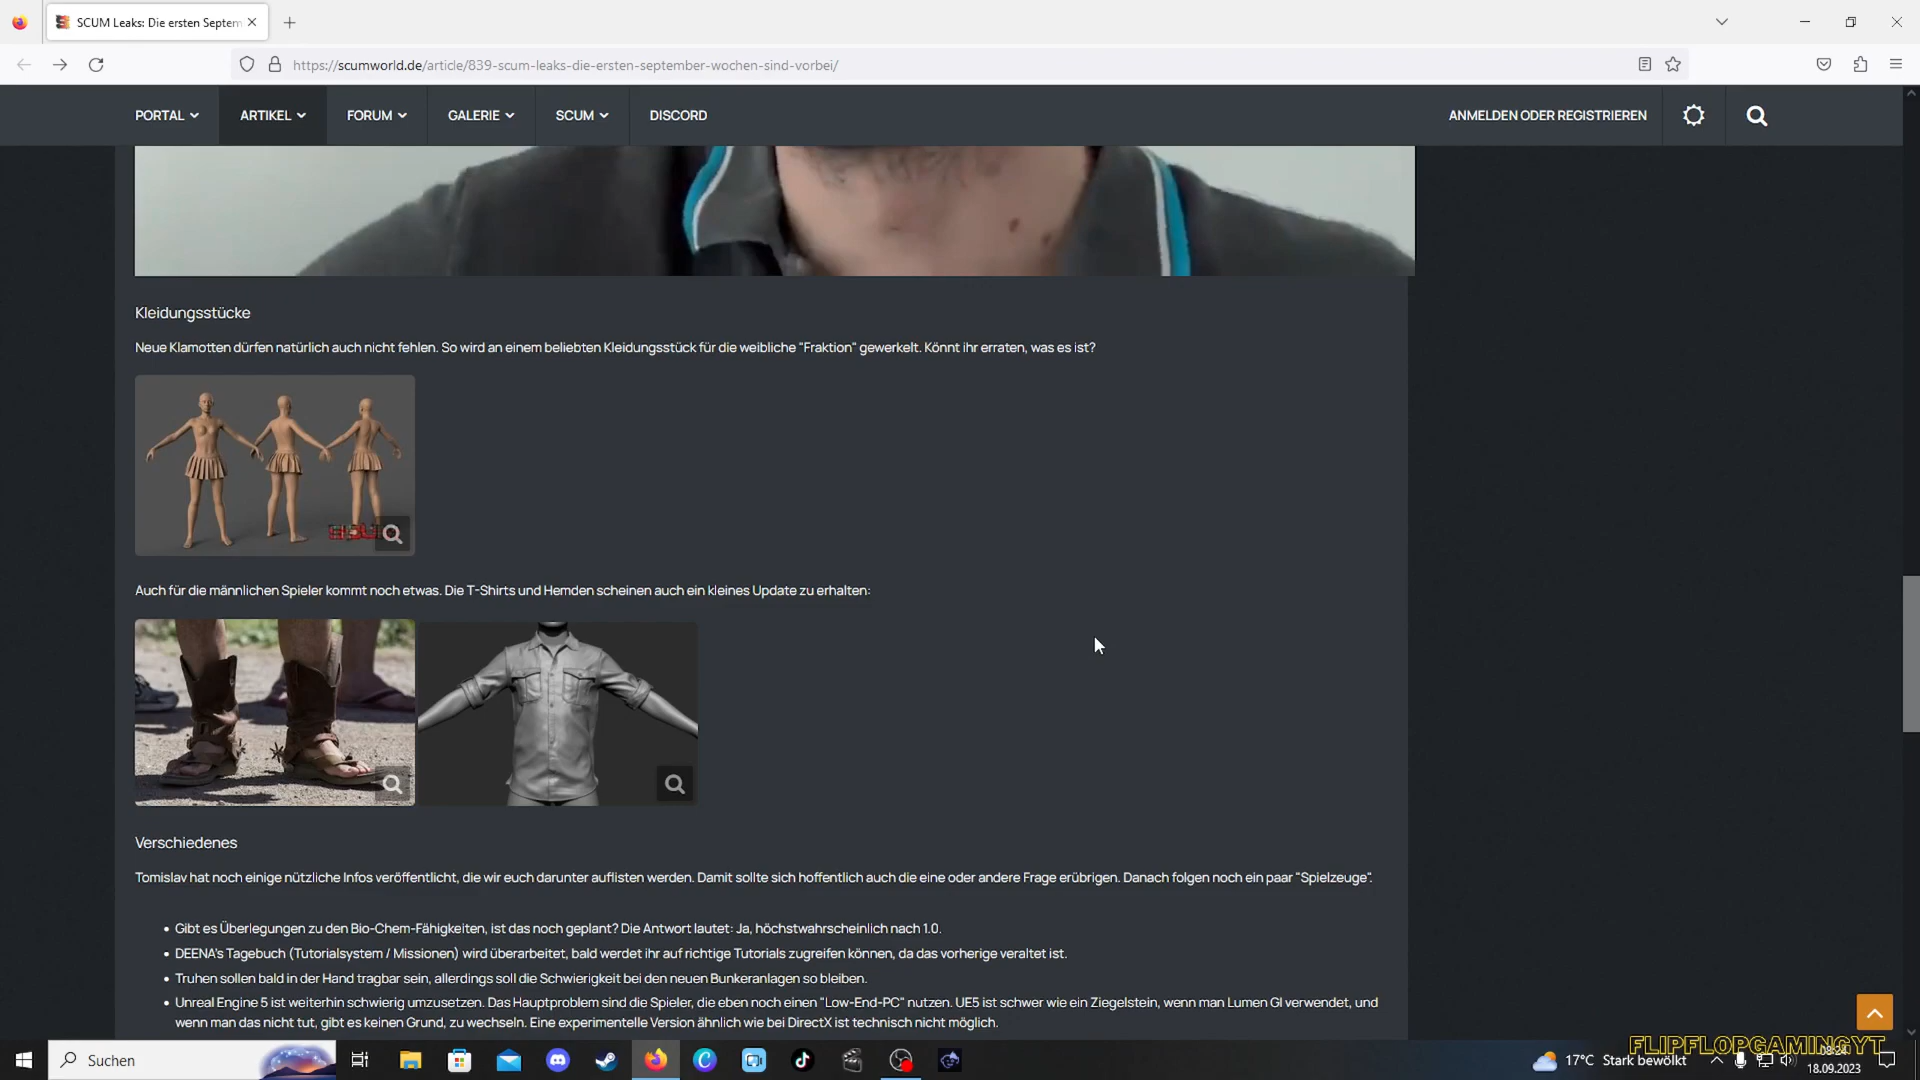 SCUM Leaks: Die ersten Septem
https://scumworld.de/article/839-scum-leaks-die-ersten-september-wochen-sind-vorbei/
PORTAL ARTIKEL FORUM GALERIE SCUM DISCORD ANMELDEN ODER REGISTRIEREN
Kleidungsstücke
Neue Klamotten dürfen natürlich auch nicht fehlen. So wird an einem beliebten Kleidungsstück für die weibliche "Fraktion" gewerkelt. Könnt ihr erraten, was es ist?
Auch für die männlichen Spieler kommt noch etwas. Die T-Shirts und Hemden scheinen auch ein kleines Update zu erhalten:
Verschiedenes
Tomislav hat noch einige nützliche Infos veröffentlicht, die wir euch darunter auflisten werden. Damit sollte sich hoffentlich auch die eine oder andere Frage erübrigen. Danach folgen noch ein paar "Spielzeuge".
• Gibt es Überlegungen zu den Bio-Chem-Fähigkeiten, ist das noch geplant? Die Antwort lautet: Ja, höchstwahrscheinlich nach 1.0.
• DEENA's Tagebuch (Tutorialsystem / Missionen) wird überarbeitet, bald werdet ihr auf richtige Tutorials zugreifen können, da das vorherige veraltet ist.
• Truhen sollen bald in der Hand tragbar sein, allerdings soll die Schwierigkeit bei den neuen Bunkeranlagen so bleiben.
• Unreal Engine 5 ist weiterhin schwierig umzusetzen. Das Hauptproblem sind die Spieler, die eben noch einen "Low-End-PC" nutzen. UE5 ist schwer wie ein Ziegelstein, wenn man Lumen GI verwendet, und
wenn man das nicht tut, gibt es keinen Grund, zu wechseln. Eine experimentelle Version ähnlich wie bei DirectX ist technisch nicht möglich.
FLIPFLOPGAMINGYT
Suchen 17°C Stark bewölkt 08:24
18.09.2023